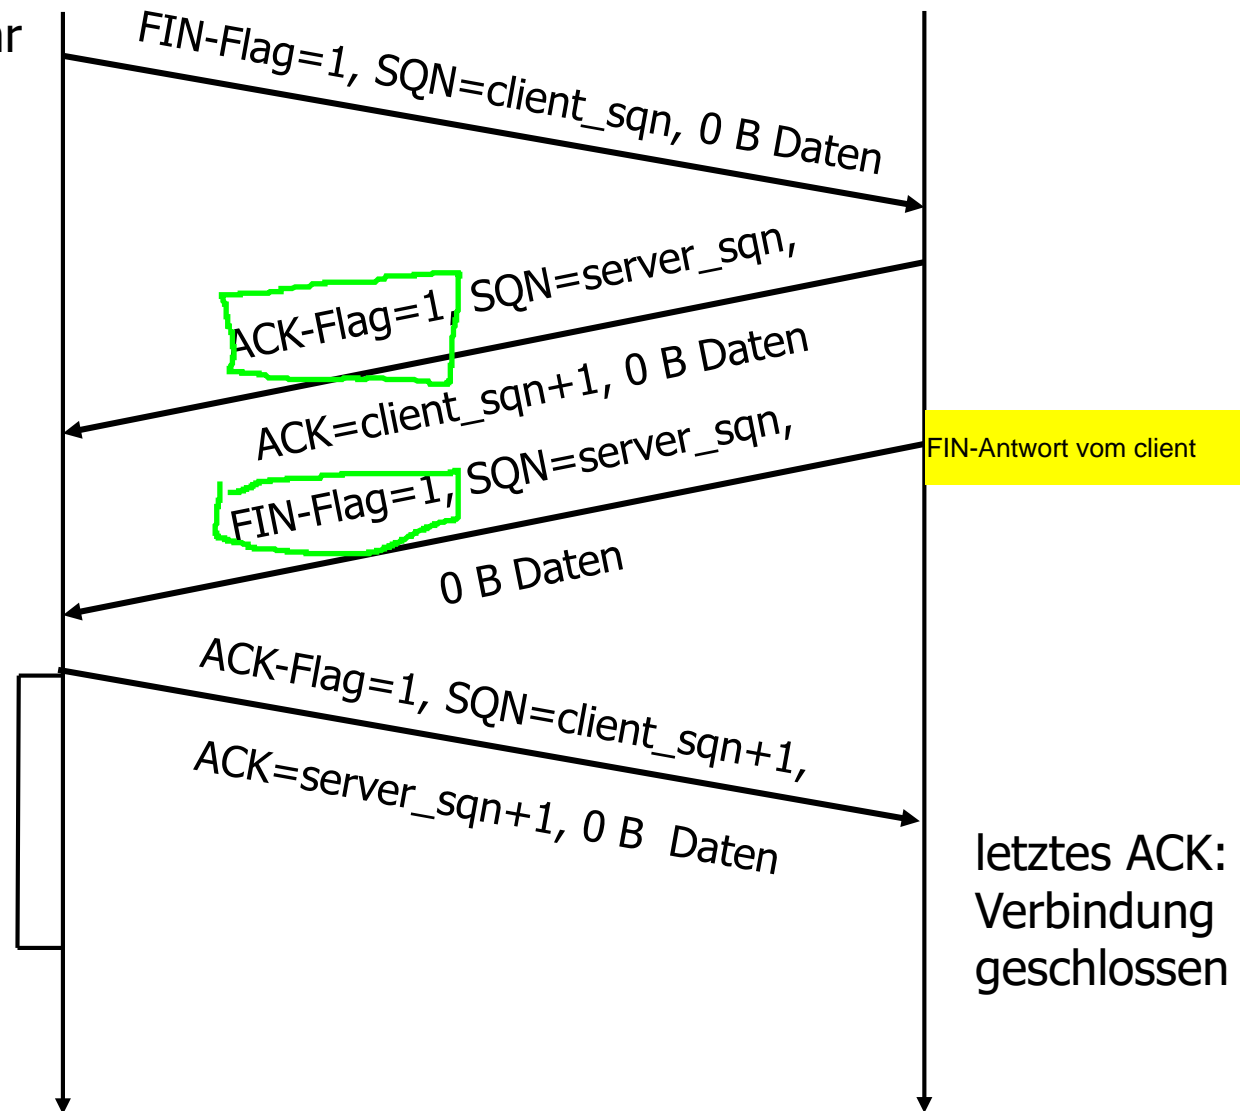 FIN-Flag=1, SQN=client_sqn, 0 B Daten
ACK-Flag=1, SQN=server_sqn,
ACK=client_sqn+1, 0 B Daten
FIN-Flag=1, SQN=server_sqn,
0 B Daten
FIN-Antwort vom client
ACK-Flag=1, SQN=client_sqn+1,
ACK=server_sqn+1, 0 B Daten
letztes ACK:
Verbindung
geschlossen